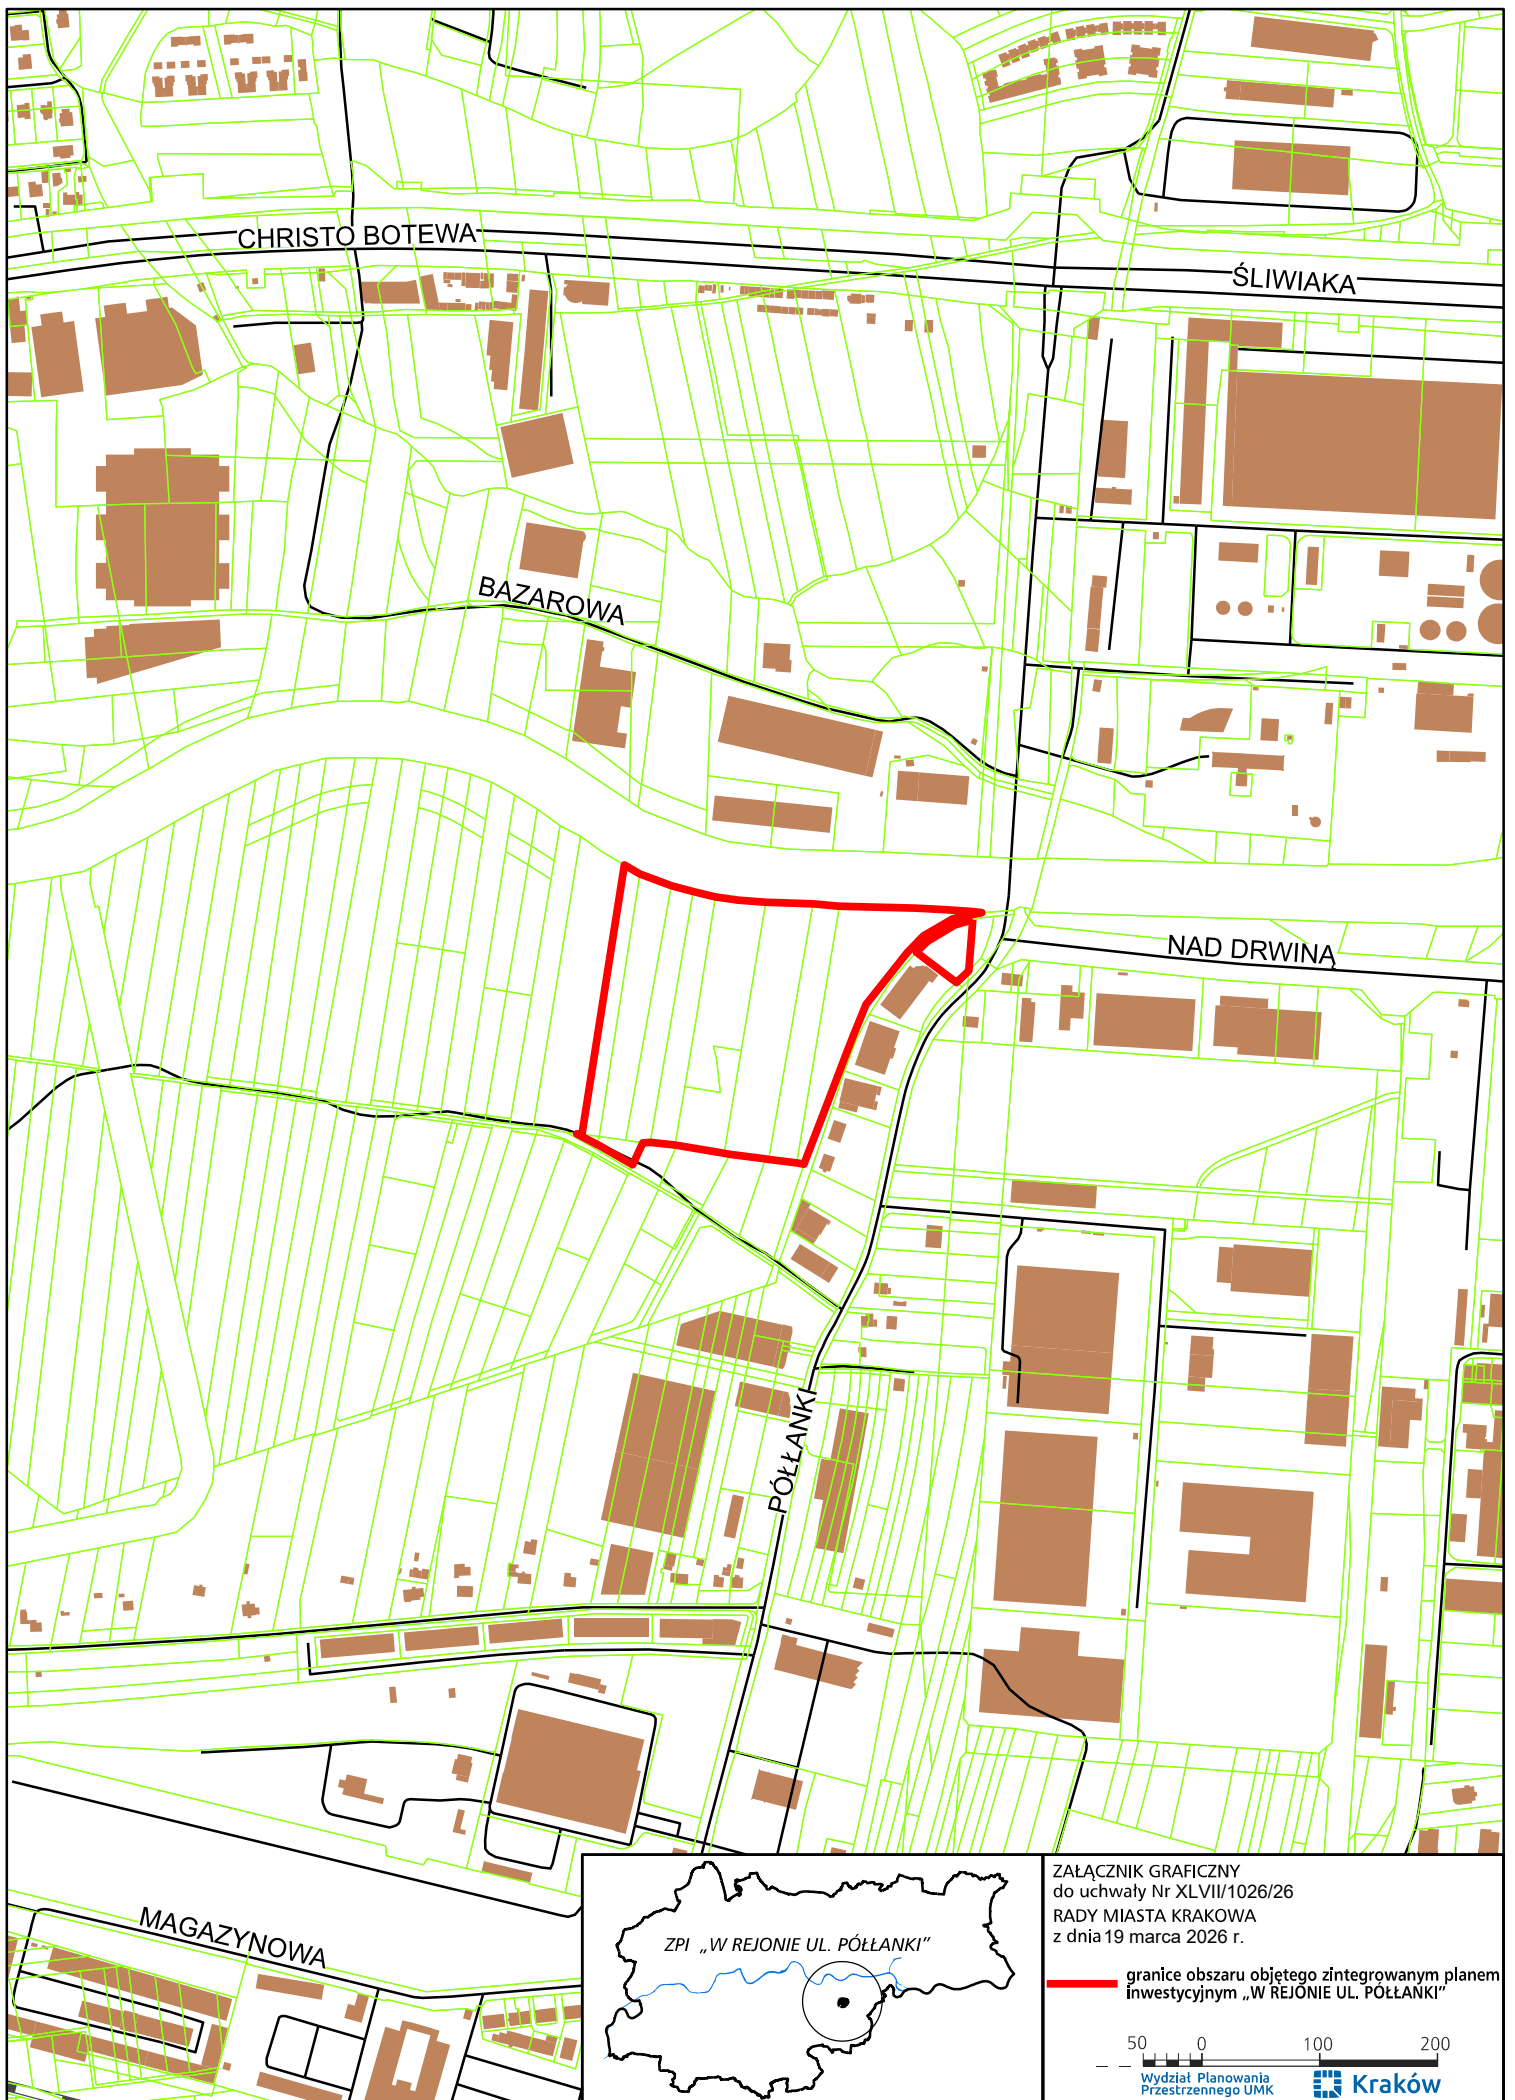 CHRISTO BOTEWA
ŚLIWIAKA
BAZAROWA
NAD DRWINĄ
PÓŁŁANKI
MAGAZYNOWA
ZPI „W REJONIE UL. PÓŁŁANKI”
ZAŁĄCZNIK GRAFICZNY
do uchwały Nr XLVII/1026/26
RADY MIASTA KRAKOWA
z dnia 19 marca 2026 r.
granice obszaru objętego zintegrowanym planem
inwestycyjnym „W REJONIE UL. PÓŁŁANKI”
50 0 100 200
Wydział Planowania
Przestrzennego UMK
Kraków